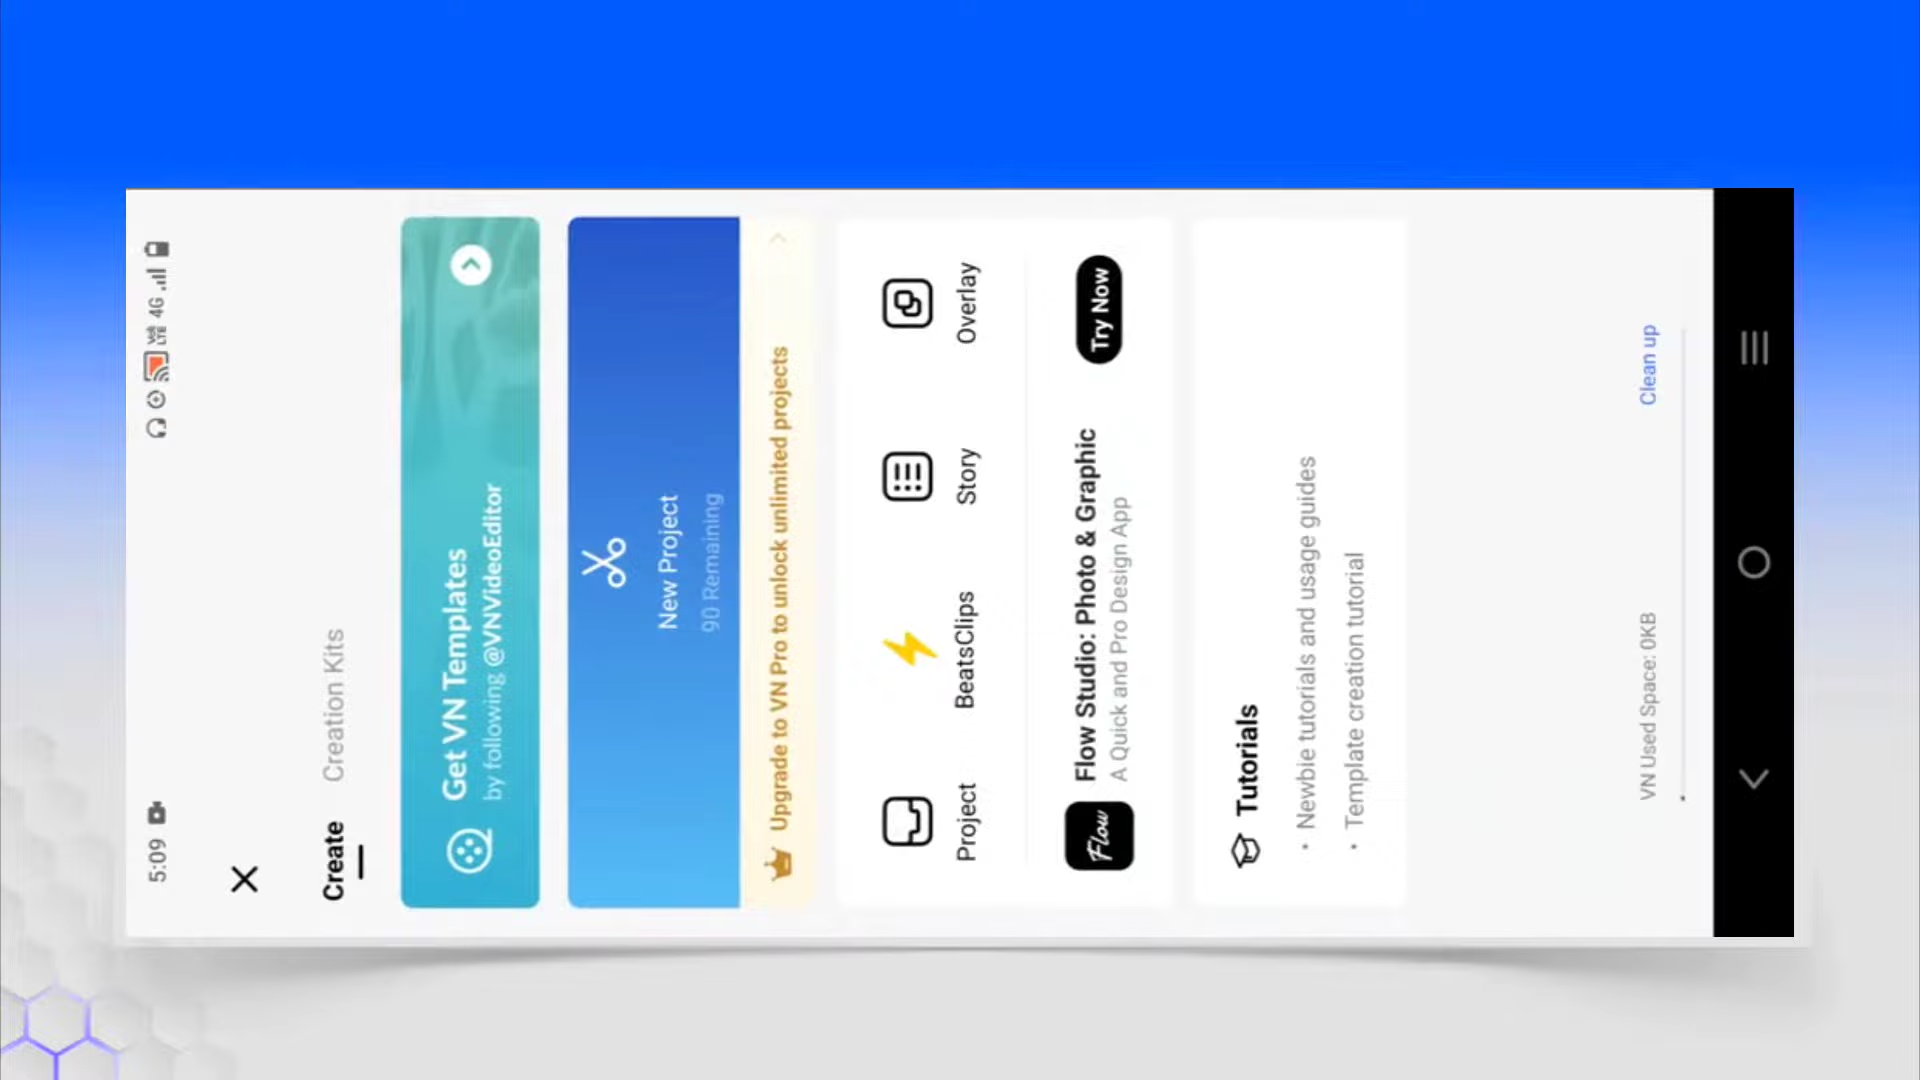 5:09
VoLTE 4G
Create Creation Kits
Get VN Templates
by following @VNVideoEditor
New Project
90 Remaining
Upgrade to VN Pro to unlock unlimited projects
Project BeatsClips Story Overlay
Flow
Flow Studio: Photo & Graphic
A Quick and Pro Design App
Try Now
Tutorials
• Newbie tutorials and usage guides
• Template creation tutorial
VN Used Space: 0KB Clean up